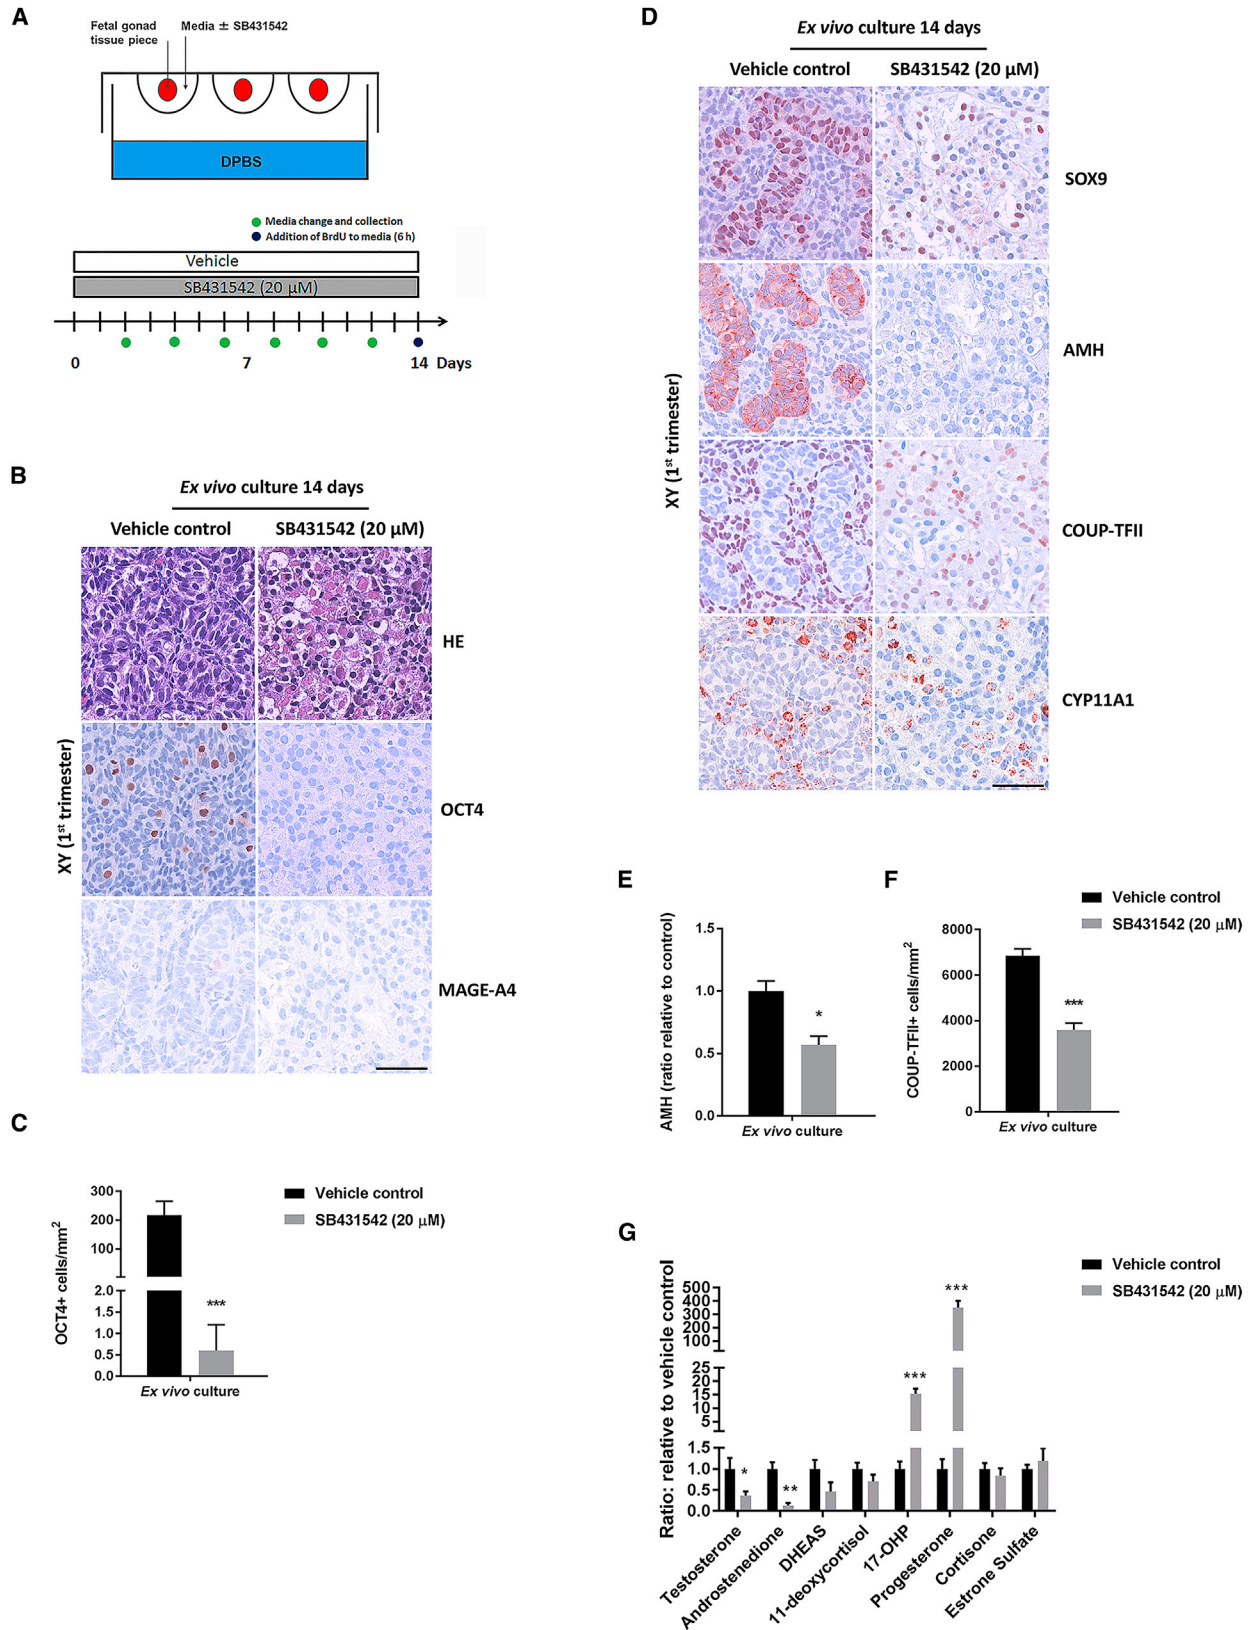 A
Fetal gonad
tissue piece
Media ± SB431542
DPBS
Media change and collection
Addition of BrdU to media (6 h)
Vehicle
SB431542 (20 μM)
0
7
14
Days
B
Ex vivo culture 14 days
Vehicle control
SB431542 (20 μM)
XY (1st trimester)
HE
OCT4
MAGE-A4
C
OCT4+ cells/mm2
300
200
100
2.0
1.5
1.0
0.5
0.0
***
Ex vivo culture
Vehicle control
SB431542 (20 μM)
D
Ex vivo culture 14 days
Vehicle control
SB431542 (20 μM)
XY (1st trimester)
SOX9
AMH
COUP-TFII
CYP11A1
E
AMH (ratio relative to control)
1.5
1.0
0.5
0.0
*
Ex vivo culture
F
Vehicle control
SB431542 (20 μM)
COUP-TFII+ cells/mm2
8000
6000
4000
2000
0
***
Ex vivo culture
G
Vehicle control
SB431542 (20 μM)
Ratio: relative to vehicle control
500
400
300
200
100
25
20
15
10
5
1.5
1.0
0.5
0.0
*
**
***
***
Testosterone
Androstenedione
DHEAS
11-deoxycortisol
17-OHP
Progesterone
Cortisone
Estrone Sulfate